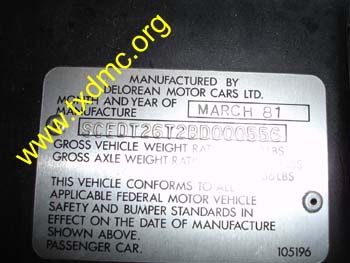 www.txdmc.org
MANUFACTURED BY
DELOREAN MOTOR CARS LTD.
MONTH AND YEAR OF
MANUFACTURE MARCH 81
SCEDT26T2BD000556
GROSS VEHICLE WEIGHT LBS
GROSS AXLE WEIGHT
LBS
THIS VEHICLE CONFORMS TO ALL
APPLICABLE FEDERAL MOTOR VEHICLE
SAFETY AND BUMPER STANDARDS IN
EFFECT ON THE DATE OF MANUFACTURE
SHOWN ABOVE.
PASSENGER CAR. 105196